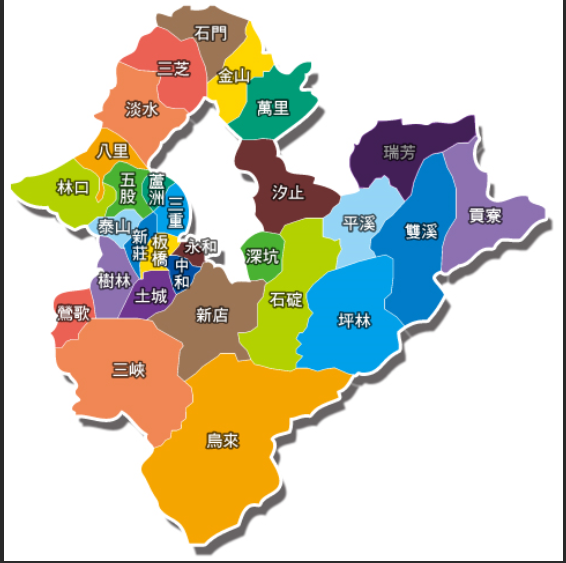 石門
三芝
金山
淡水
萬里
八里
瑞芳
林口
五股
蘆洲
三重
汐止
貢寮
泰山
平溪
雙溪
新莊
板橋
永和
深坑
中和
樹林
土城
石碇
鶯歌
新店
坪林
三峽
烏來